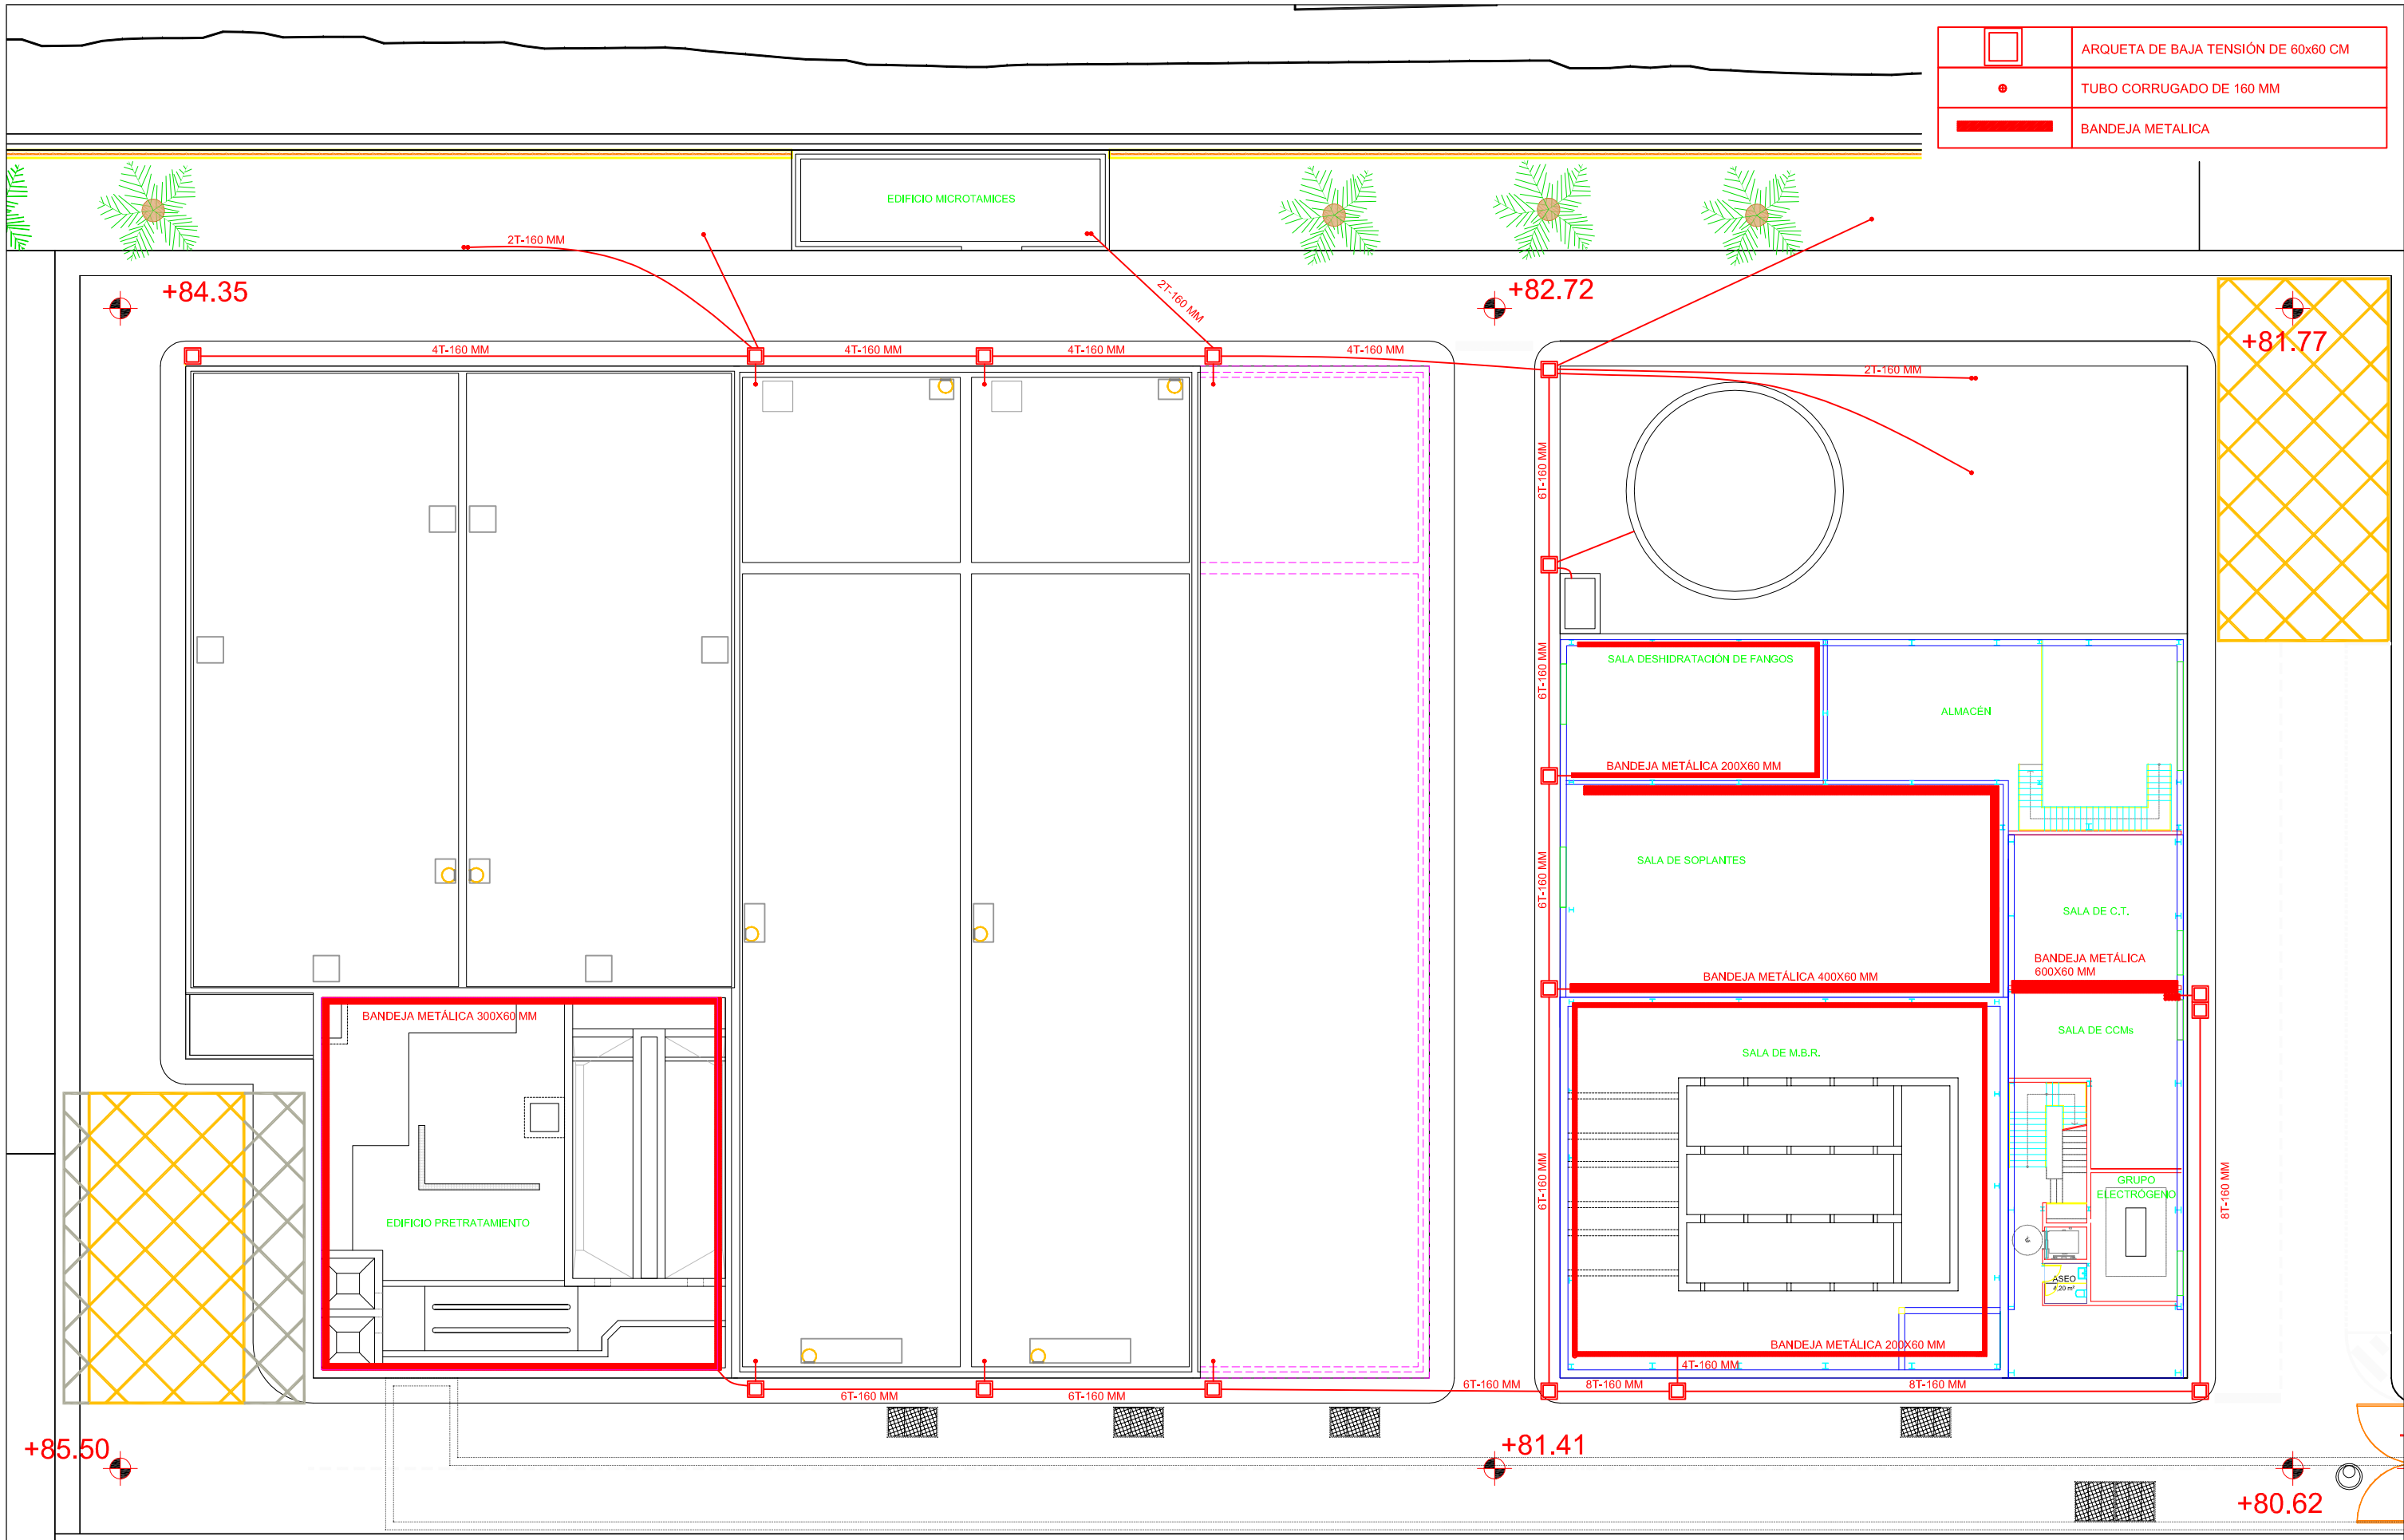 ARQUETA DE BAJA TENSIÓN DE 60x60 CM
TUBO CORRUGADO DE 160 MM
BANDEJA METALICA
EDIFICIO MICROTAMICES
2T-160 MM
2T-160 MM
+84.35
+82.72
+81.77
4T-160 MM
4T-160 MM
4T-160 MM
4T-160 MM
2T-160 MM
6T-160 MM
6T-160 MM
SALA DESHIDRATACIÓN DE FANGOS
ALMACÉN
BANDEJA METÁLICA 200X60 MM
6T-160 MM
SALA DE SOPLANTES
SALA DE C.T.
BANDEJA METÁLICA
600X60 MM
BANDEJA METÁLICA 400X60 MM
BANDEJA METÁLICA 300X60 MM
SALA DE CCMs
SALA DE M.B.R.
6T-160 MM
8T-160 MM
GRUPO
ELECTRÓGENO
EDIFICIO PRETRATAMIENTO
ASEO
4,20 m²
BANDEJA METÁLICA 200X60 MM
4T-160 MM
6T-160 MM
6T-160 MM
6T-160 MM
8T-160 MM
8T-160 MM
+85.50
+81.41
+80.62